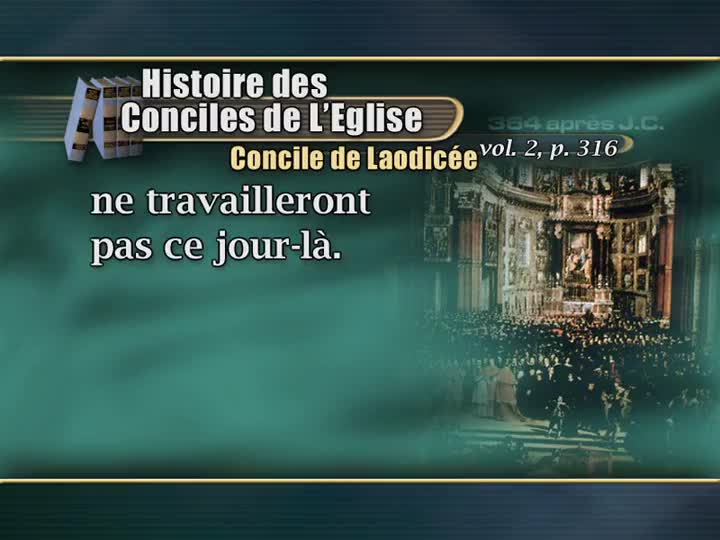 Histoire des
Conciles de L'Eglise
364 après J.C.
Concile de Laodicée
vol. 2, p. 316
ne travailleront
pas ce jour-là.